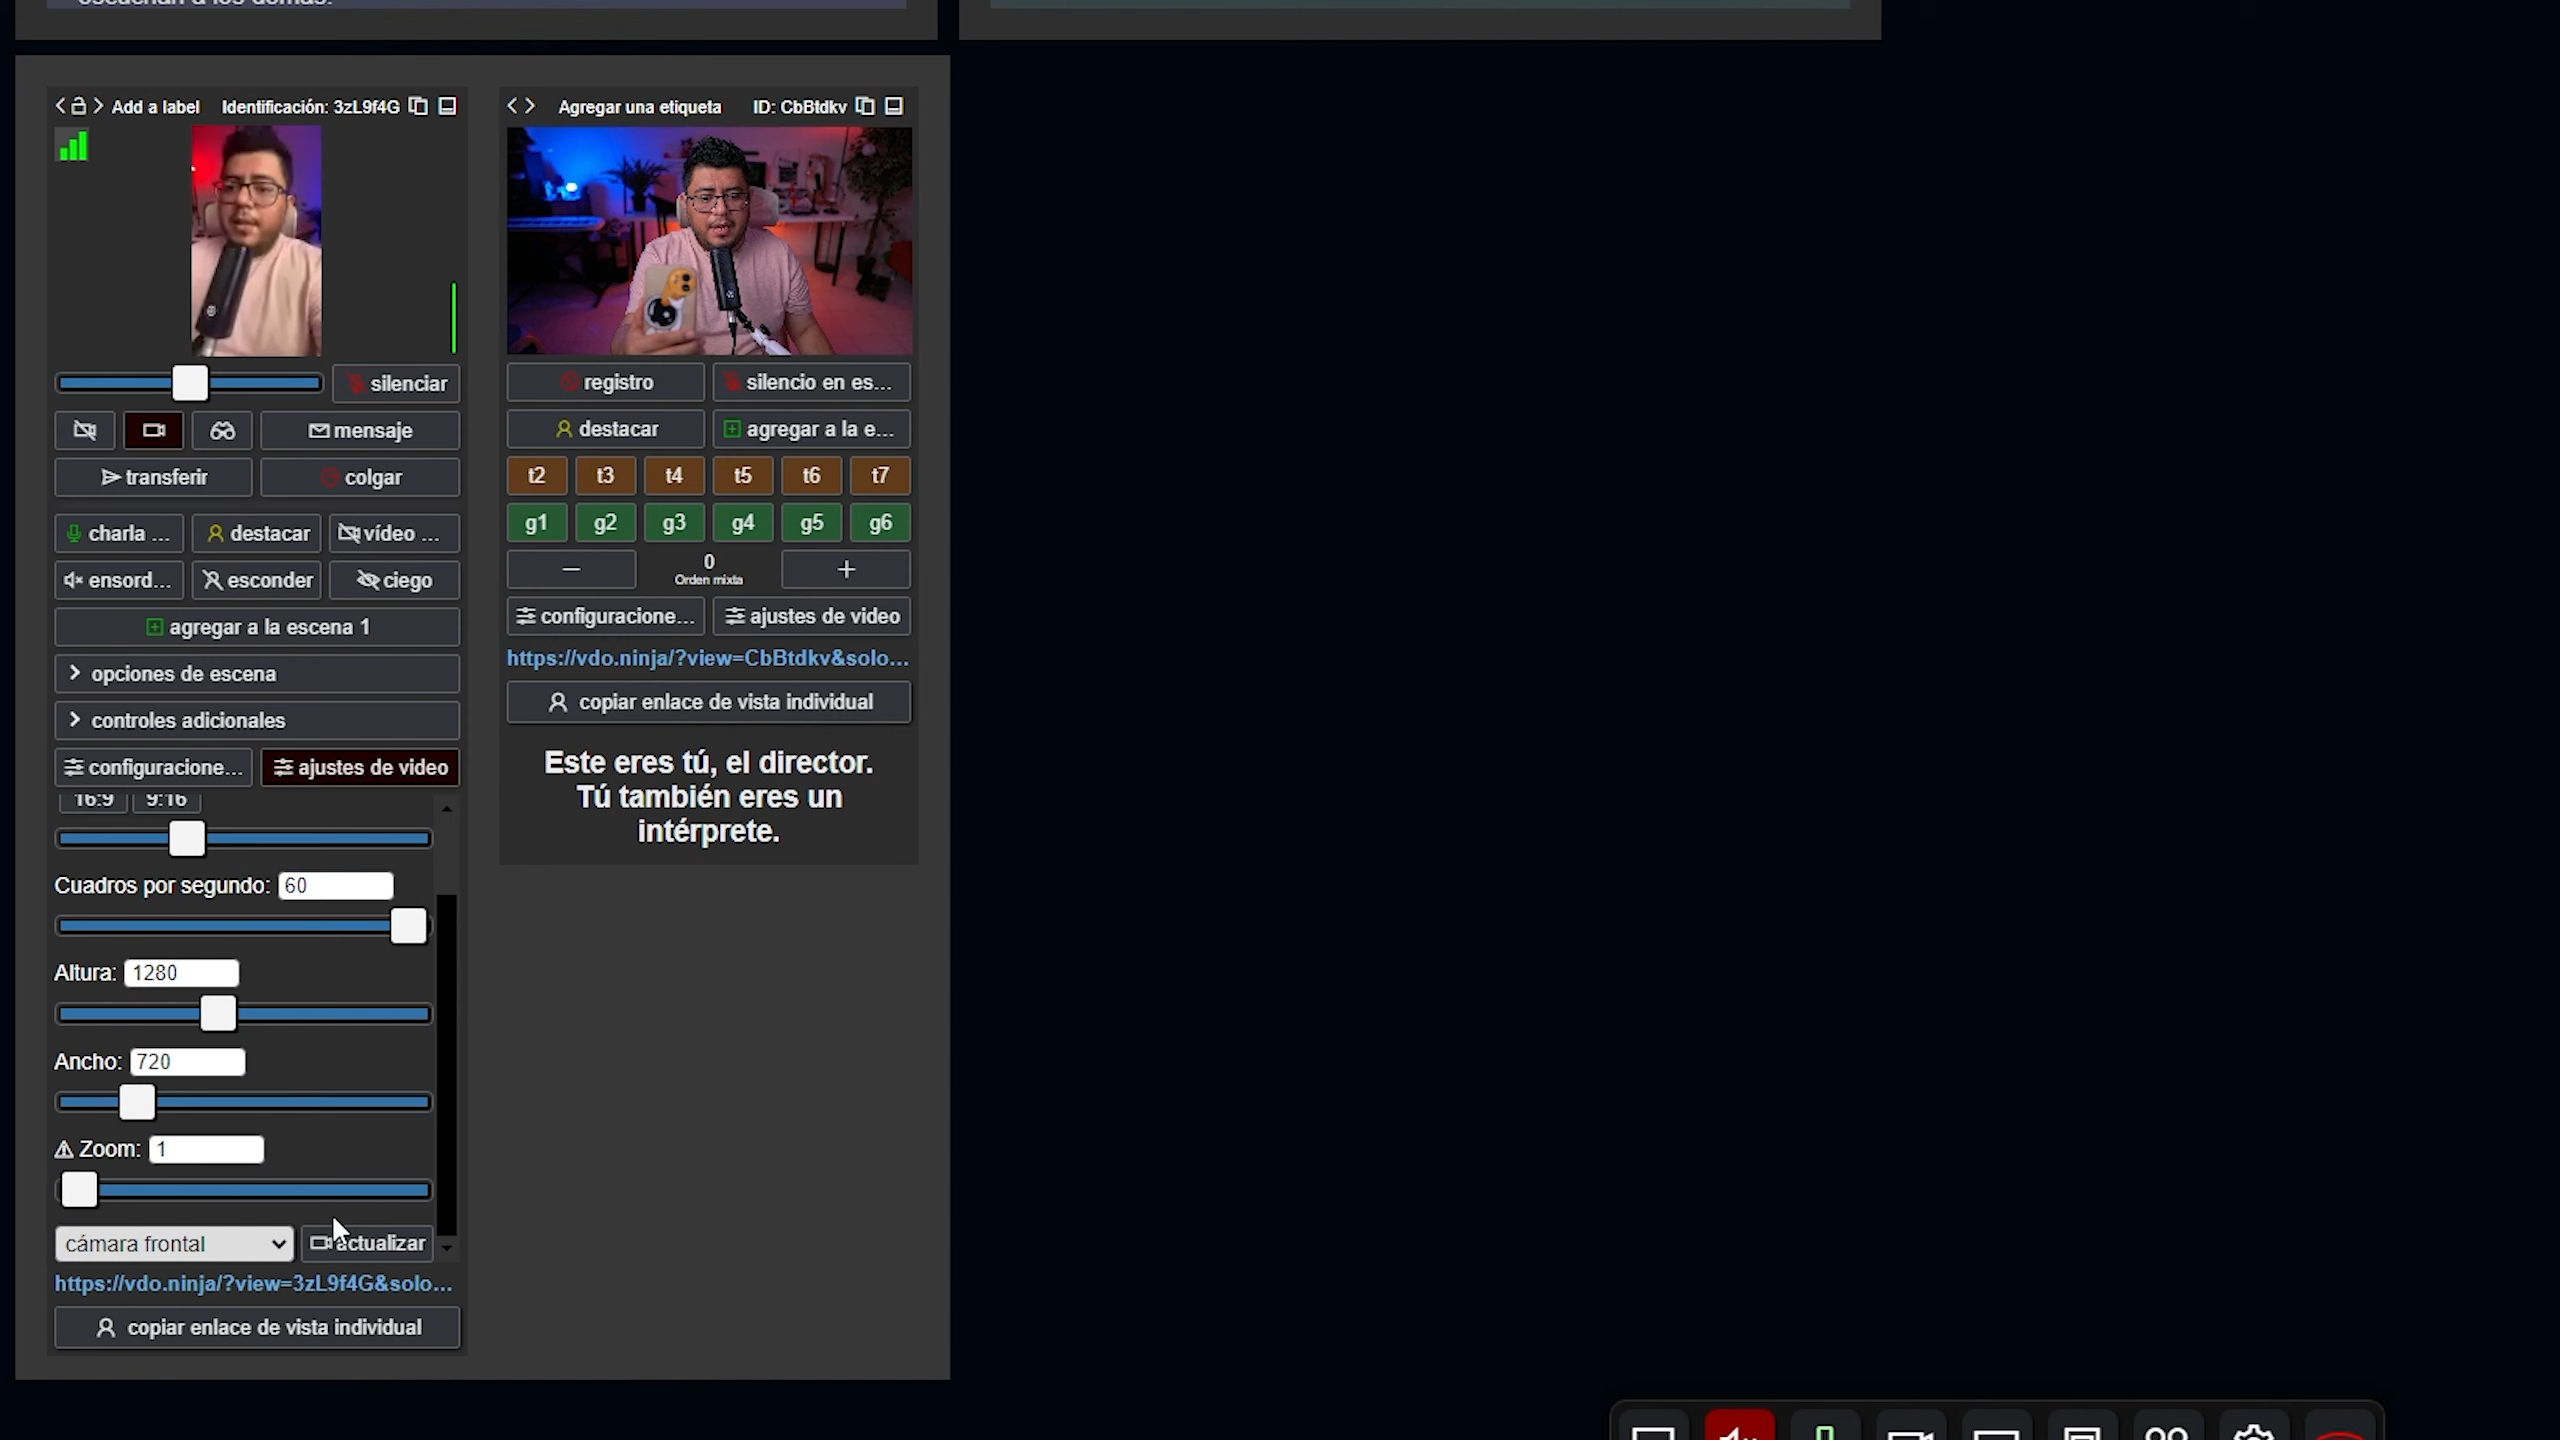 escuchan a los demás.
Add a label Identificación: 3zL9f4G
silenciar
mensaje
transferir colgar
charla ... destacar vídeo ...
ensord... esconder ciego
agregar a la escena 1
opciones de escena
controles adicionales
configuracione... ajustes de video
16:9 9:16
Cuadros por segundo: 60
Altura: 1280
Ancho: 720
Zoom: 1
cámara frontal actualizar
https://vdo.ninja/?view=3zL9f4G&solo...
copiar enlace de vista individual
Agregar una etiqueta ID: CbBtdkv
registro silencio en es...
destacar agregar a la e...
t2 t3 t4 t5 t6 t7
g1 g2 g3 g4 g5 g6
0
Orden mixta
configuracione... ajustes de video
https://vdo.ninja/?view=CbBtdkv&solo...
copiar enlace de vista individual
Este eres tú, el director.
Tú también eres un
intérprete.